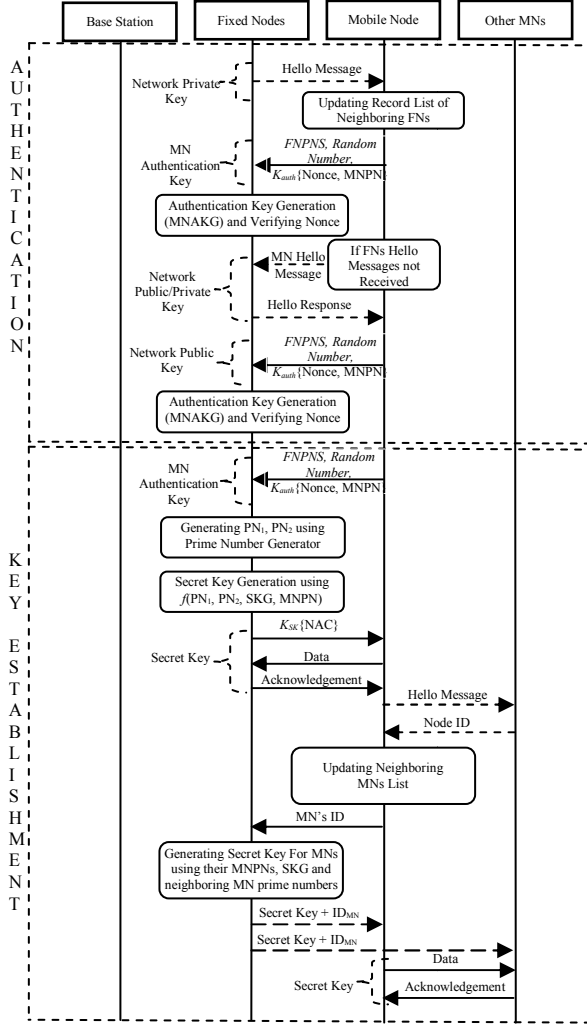 Base Station
Fixed Nodes
Mobile Node
Other MNs
AUTHENTICATION
Hello Message
Network Private
Key
Updating Record List of
Neighboring FNs
MN
Authentication
Key
FNPNS, Random
Number,
Kauth{Nonce, MNPN}
Authentication Key Generation
(MNAKG) and Verifying Nonce
MN Hello
Message
If FNs Hello
Messages not
Received
Network
Public/Private
Key
Hello Response
Network Public
Key
FNPNS, Random
Number,
Kauth{Nonce, MNPN}
Authentication Key Generation
(MNAKG) and Verifying Nonce
KEY ESTABLISHMENT
MN
Authentication
Key
FNPNS, Random
Number,
Kauth{Nonce, MNPN
Generating PN1, PN2 using
Prime Number Generator
Secret Key Generation using
f(PN1, PN2, SKG, MNPN)
KSK{NAC}
Secret Key
Data
Acknowledgement
Hello Message
Node ID
Updating Neighboring
MNs List
MN's ID
Generating Secret Key For MNs
using their MNPNs, SKG and
neighboring MN prime numbers
Secret Key + IDMN
Secret Key + IDMN
Data
Secret Key
Acknowledgement